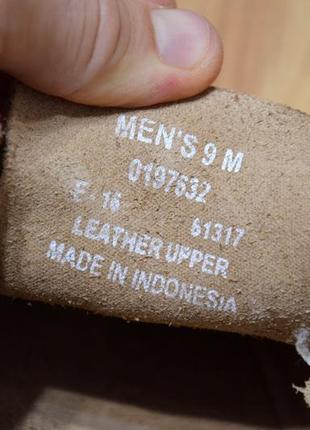 MEN'S 9 M
0197632
F-16 61317
LEATHER UPPER
MADE IN INDONESIA